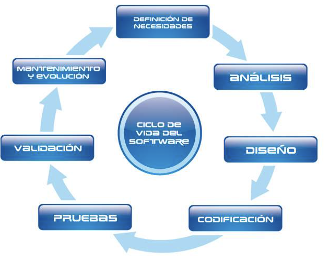 DEFINICIÓN DE
NECESIDADES
ANÁLISIS
DISEÑO
CODIFICACIÓN
PRUEBAS
VALIDACIÓN
MANTENIMIENTO
Y EVOLUCIÓN
CICLO DE
VIDA DEL
SOFTWARE